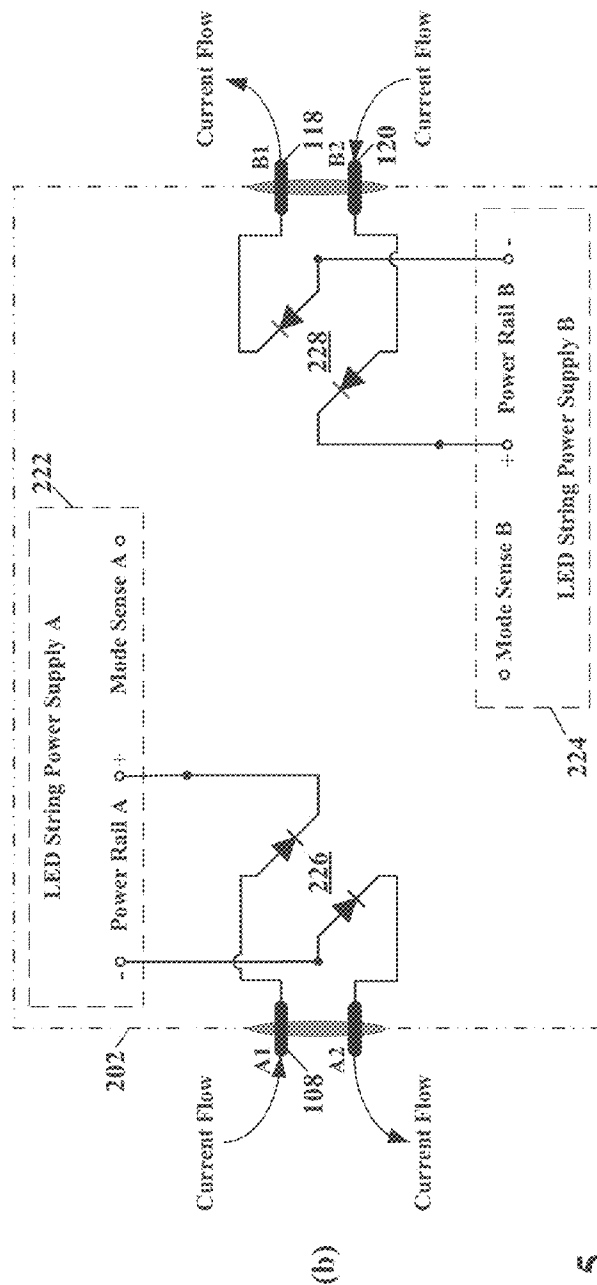 (b)
202
222
LED String Power Supply A
- Power Rail A +
Mode Sense A
Current Flow
A1
108
A2
Current Flow
226
228
Current Flow
B1
118
B2
120
Current Flow
Mode Sense B
+ Power Rail B -
LED String Power Supply B
224
5